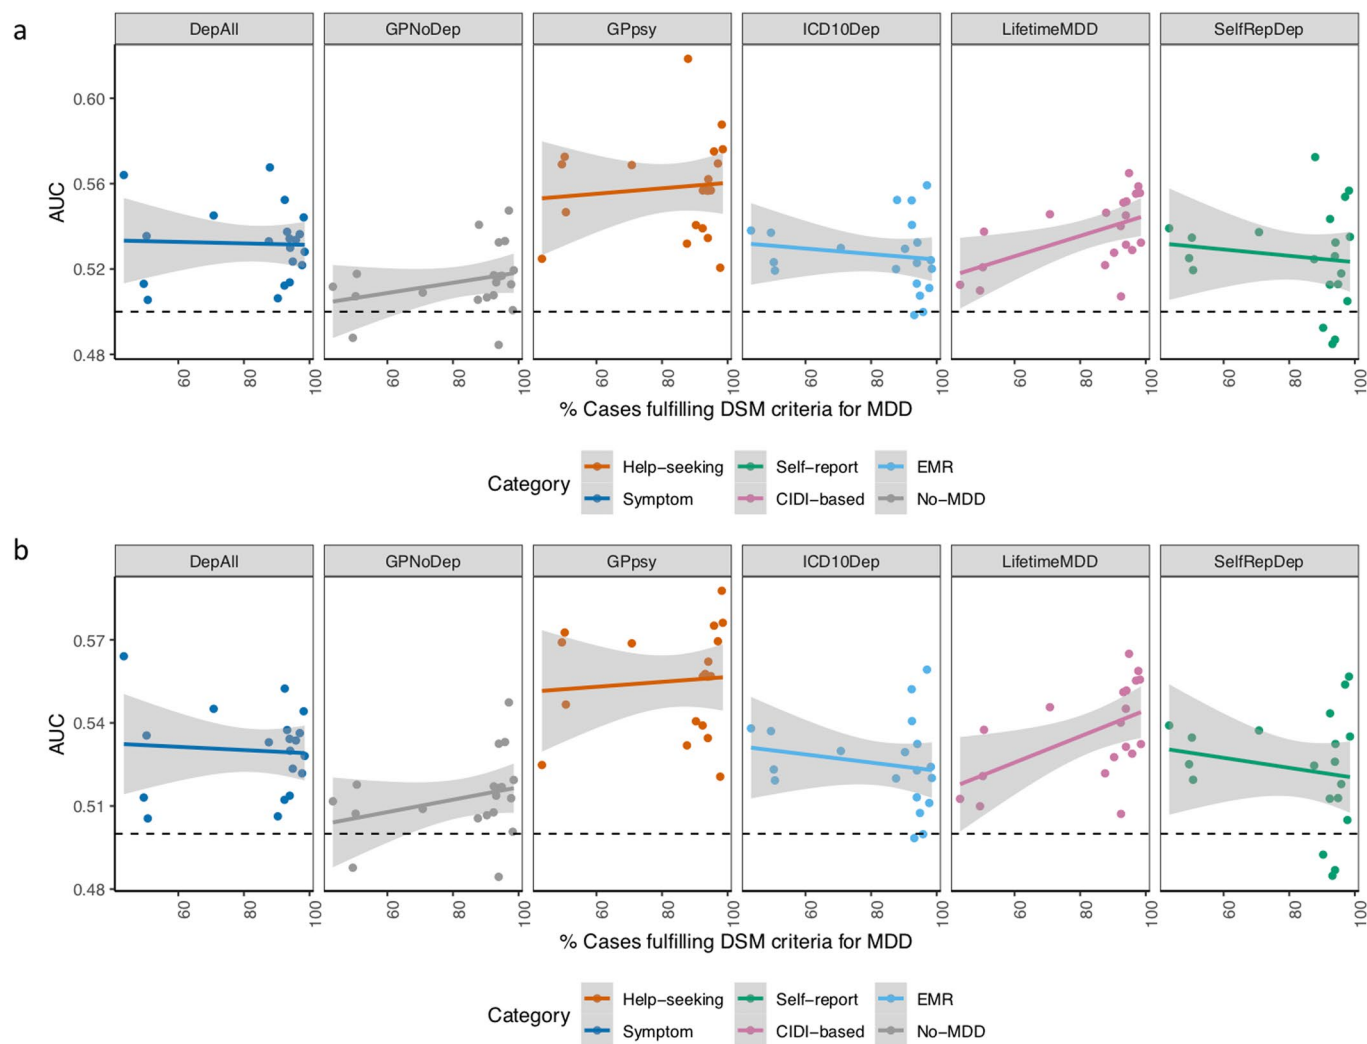 a
DepAll GPNoDep GPpsy ICD10Dep LifetimeMDD SelfRepDep
AUC
0.60
0.56
0.52
0.48
60 80 100 60 80 100 60 80 100 60 80 100 60 80 100 60 80 100
% Cases fulfilling DSM criteria for MDD
Category
Help−seeking Self−report EMR
Symptom CIDI−based No−MDD
b
DepAll GPNoDep GPpsy ICD10Dep LifetimeMDD SelfRepDep
AUC
0.57
0.54
0.51
0.48
60 80 100 60 80 100 60 80 100 60 80 100 60 80 100 60 80 100
% Cases fulfilling DSM criteria for MDD
Category
Help−seeking Self−report EMR
Symptom CIDI−based No−MDD